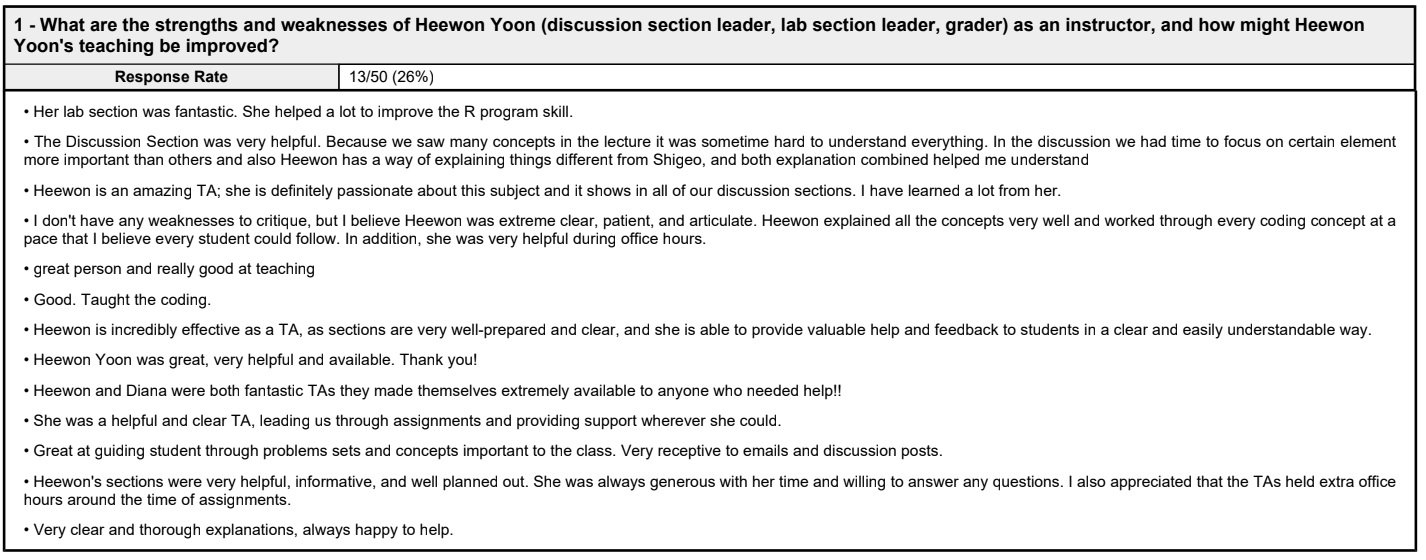 1 - What are the strengths and weaknesses of Heewon Yoon (discussion section leader, lab section leader, grader) as an instructor, and how might Heewon
Yoon's teaching be improved?
Response Rate 13/50 (26%)
• Her lab section was fantastic. She helped a lot to improve the R program skill.
• The Discussion Section was very helpful. Because we saw many concepts in the lecture it was sometime hard to understand everything. In the discussion we had time to focus on certain element
more important than others and also Heewon has a way of explaining things different from Shigeo, and both explanation combined helped me understand
• Heewon is an amazing TA; she is definitely passionate about this subject and it shows in all of our discussion sections. I have learned a lot from her.
• I don't have any weaknesses to critique, but I believe Heewon was extreme clear, patient, and articulate. Heewon explained all the concepts very well and worked through every coding concept at a
pace that I believe every student could follow. In addition, she was very helpful during office hours.
• great person and really good at teaching
• Good. Taught the coding.
• Heewon is incredibly effective as a TA, as sections are very well-prepared and clear, and she is able to provide valuable help and feedback to students in a clear and easily understandable way.
• Heewon Yoon was great, very helpful and available. Thank you!
• Heewon and Diana were both fantastic TAs they made themselves extremely available to anyone who needed help!!
• She was a helpful and clear TA, leading us through assignments and providing support wherever she could.
• Great at guiding student through problems sets and concepts important to the class. Very receptive to emails and discussion posts.
• Heewon's sections were very helpful, informative, and well planned out. She was always generous with her time and willing to answer any questions. I also appreciated that the TAs held extra office
hours around the time of assignments.
• Very clear and thorough explanations, always happy to help.